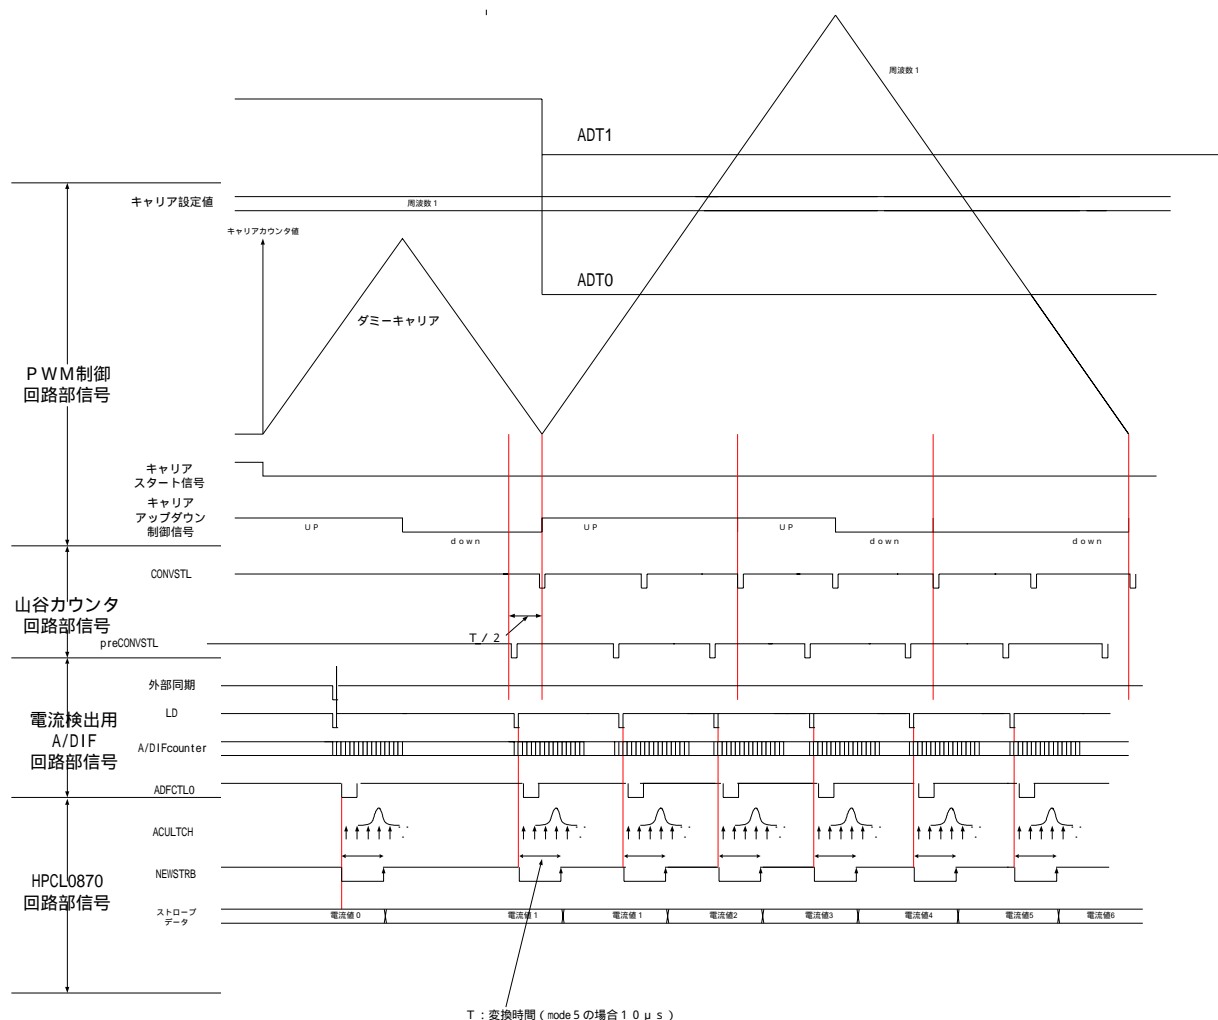 周波数１
ADT1
キャリア設定値
周波数１
キャリアカウンタ値
ADT0
ダミーキャリア
ＰＷＭ制御
回路部信号
キャリア
スタート信号
キャリア
アップダウン
制御信号
ＵＰ
ｄｏｗｎ
ＵＰ
ＵＰ
ｄｏｗｎ
ｄｏｗｎ
CONVSTL
山谷カウンタ
回路部信号
Ｔ／２
preCONVSTL
外部同期
LD
電流検出用
A/DIF
回路部信号
A/DIFcounter
ADFCTL0
ACULTCH
HPCL0870
回路部信号
NEWSTRB
ストローブ
データ
電流値０
電流値１
電流値１
電流値2
電流値3
電流値4
電流値5
電流値6
Ｔ：変換時間（mode５の場合１０μｓ）